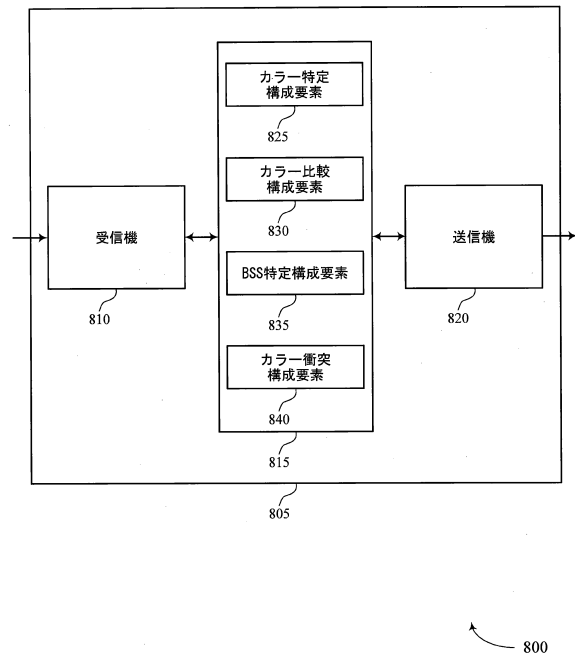 カラー特定
構成要素
825
カラー比較
構成要素
830
受信機
810
送信機
820
BSS特定構成要素
835
カラー衝突
構成要素
840
815
805
800